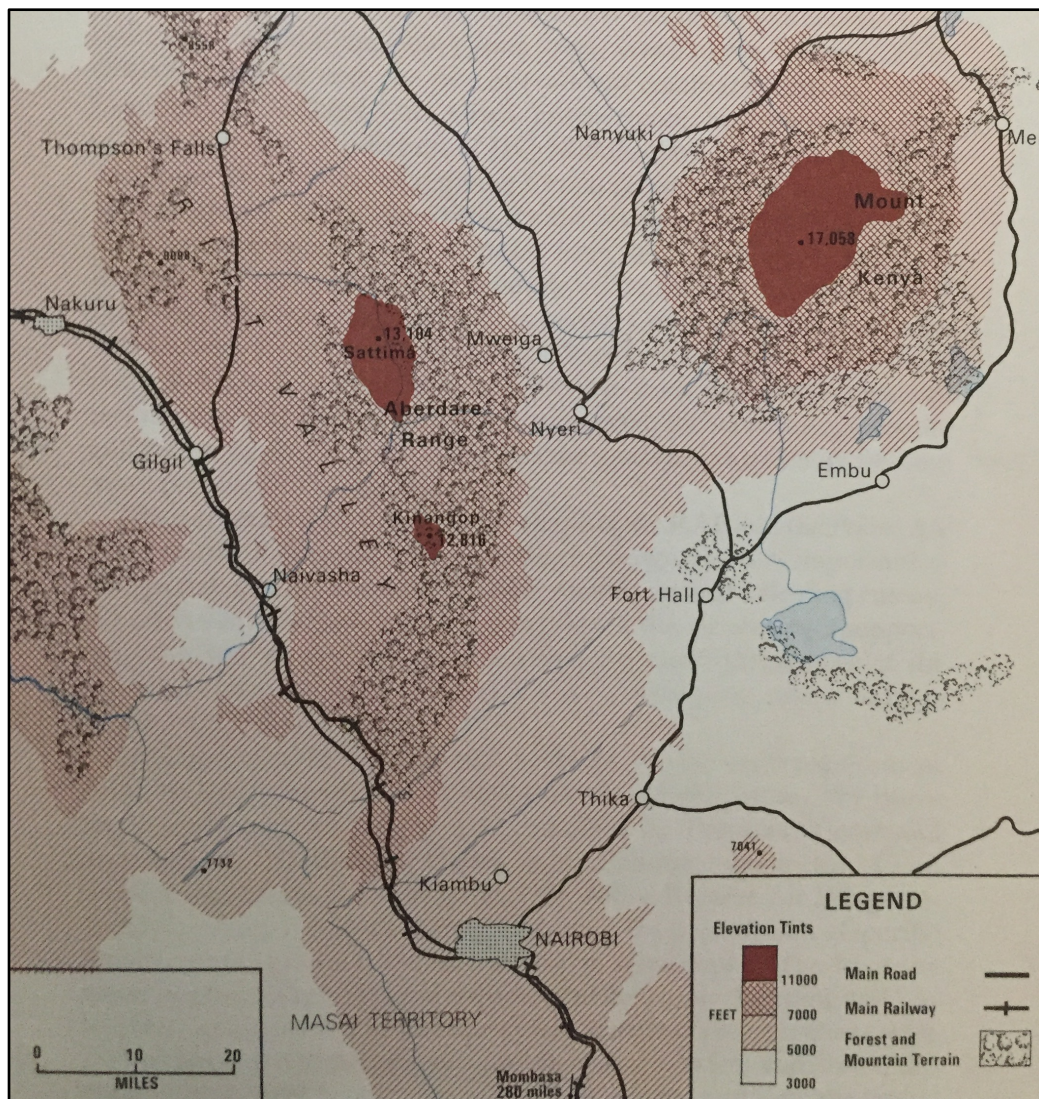 8556
Thompson's Falls
Nanyuki
Me
Mount
17,058
Kenya
9098
RIFT VALLEY
Nakuru
13,104
Sattima
Mweiga
Aberdare
Range
Nyeri
Gilgil
Embu
Kinangop
12,816
Naivasha
Fort Hall
Thika
7041
7732
Kiambu
NAIROBI
MASAI TERRITORY
Mombasa
280 miles
0 10 20
MILES
LEGEND
Elevation Tints
FEET
11000
7000
5000
3000
Main Road
Main Railway
Forest and
Mountain Terrain